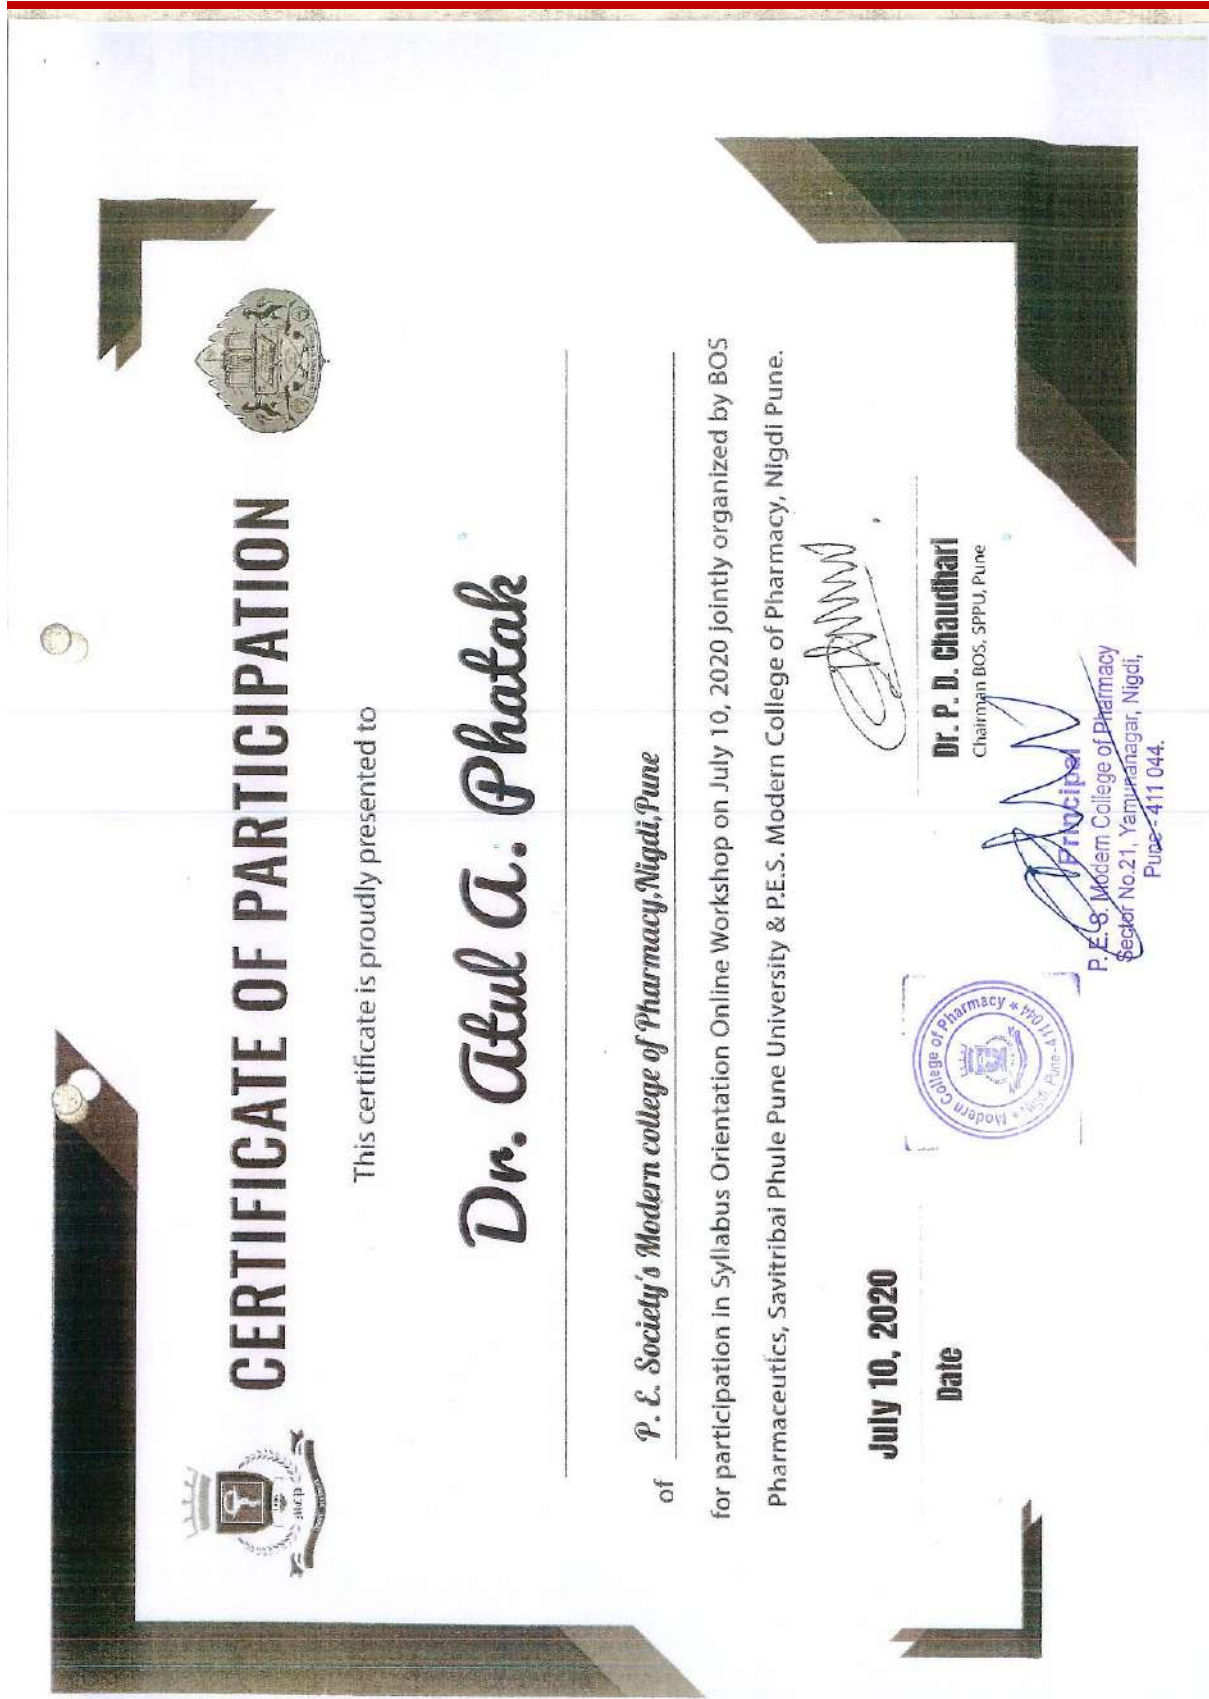 CERTIFICATE OF PARTICIPATION
This certificate is proudly presented to
Dr. Atul A. Phatak
of P. E. Society's Modern college of Pharmacy,Nigdi,Pune
for participation in Syllabus Orientation Online Workshop on July 10, 2020 jointly organized by BOS
Pharmaceutics, Savitribai Phule Pune University & P.E.S. Modern College of Pharmacy, Nigdi Pune.
July 10, 2020
Date
Modern College of Pharmacy * Nigdi, Pune-411 044 *
Dr. P. D. Chaudhari
Chairman BOS, SPPU, Pune
Principal
P. E. S. Modern College of Pharmacy
Sector No.21, Yamunanagar, Nigdi,
Pune - 411 044.